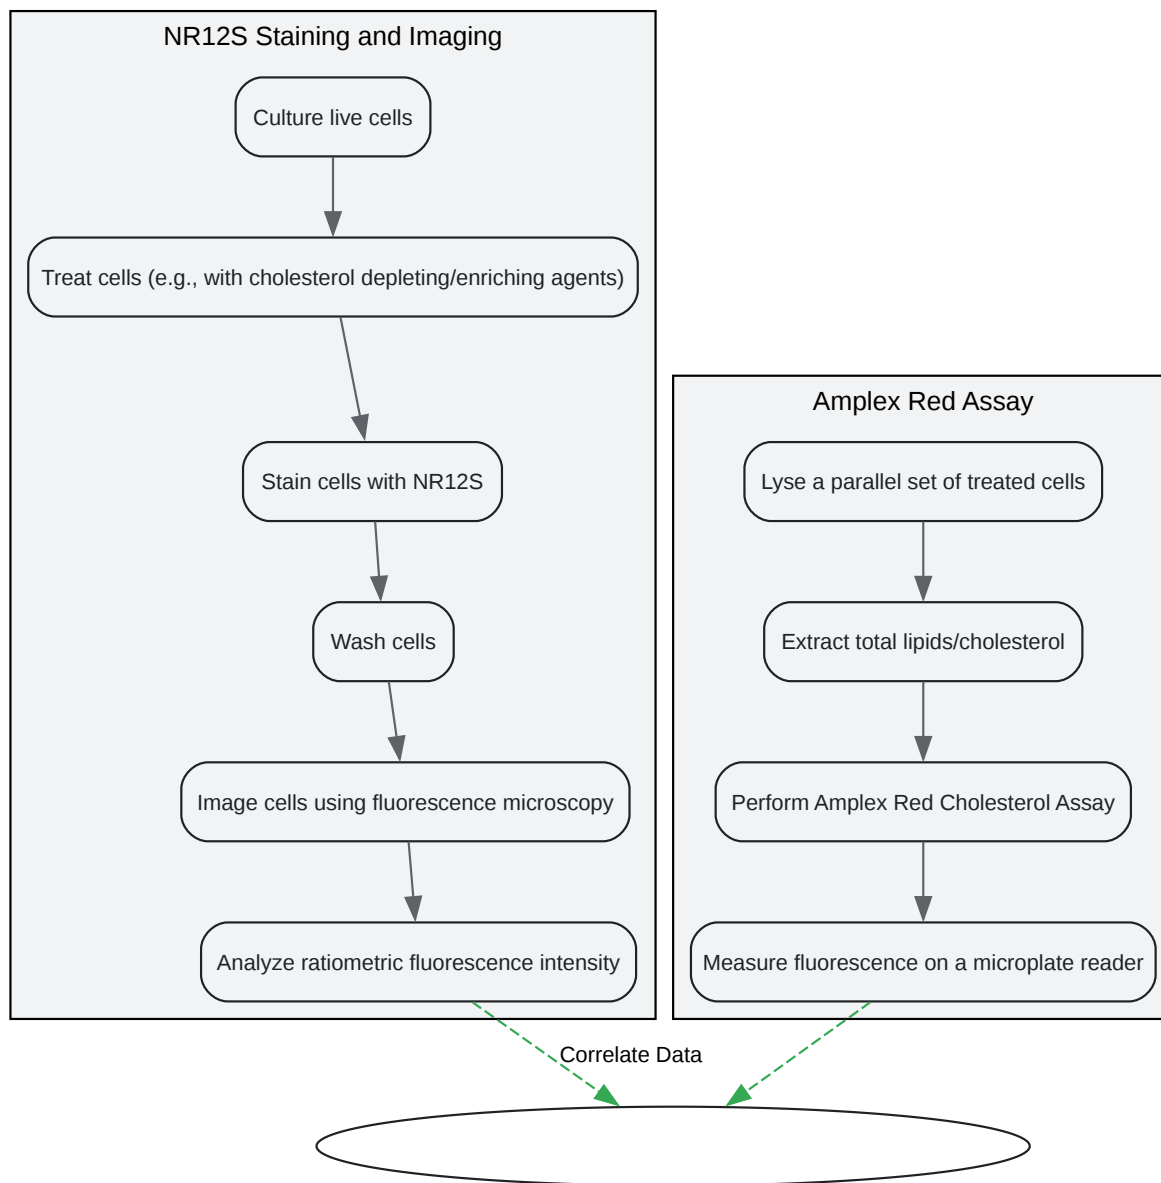 NR12S Staining and Imaging
Culture live cells
Treat cells (e.g., with cholesterol depleting/enriching agents)
Stain cells with NR12S
Wash cells
Image cells using fluorescence microscopy
Analyze ratiometric fluorescence intensity
Amplex Red Assay
Lyse a parallel set of treated cells
Extract total lipids/cholesterol
Perform Amplex Red Cholesterol Assay
Measure fluorescence on a microplate reader
Correlate Data